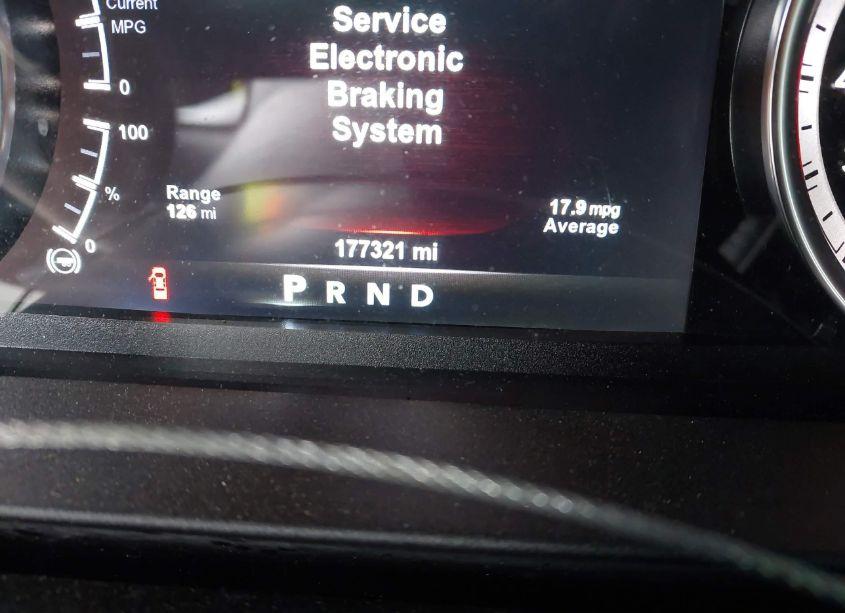 Current
MPG
0
100
%
0
Service
Electronic
Braking
System
Range
126 mi
17.9 mpg
Average
177321 mi
P R N D